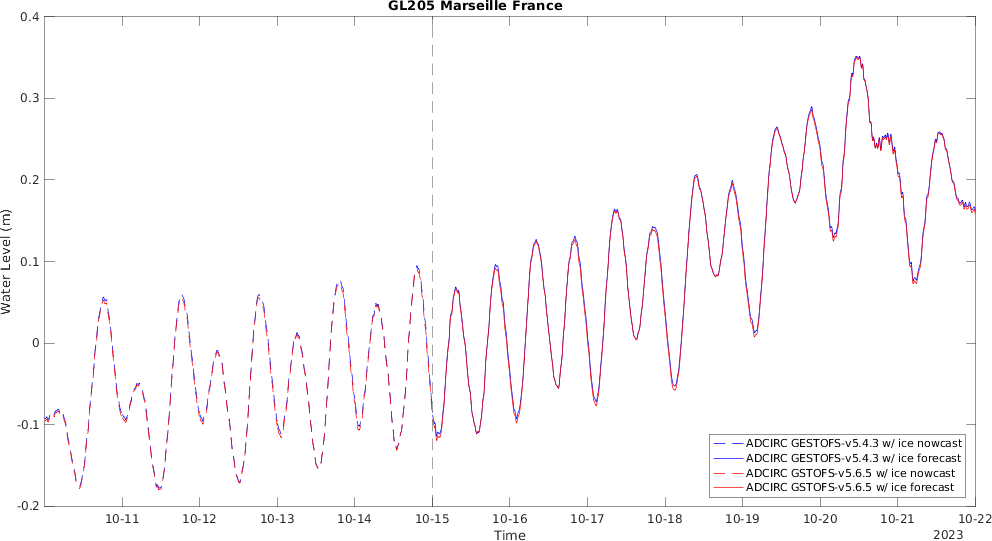 GL205 Marseille France
0.4
0.3
0.2
0.1
0
-0.1
-0.2
Water Level (m)
10-11 10-12 10-13 10-14 10-15 10-16 10-17 10-18 10-19 10-20 10-21 10-22
Time
2023
ADCIRC GESTOFS-v5.4.3 w/ ice nowcast
ADCIRC GESTOFS-v5.4.3 w/ ice forecast
ADCIRC GSTOFS-v5.6.5 w/ ice nowcast
ADCIRC GSTOFS-v5.6.5 w/ ice forecast